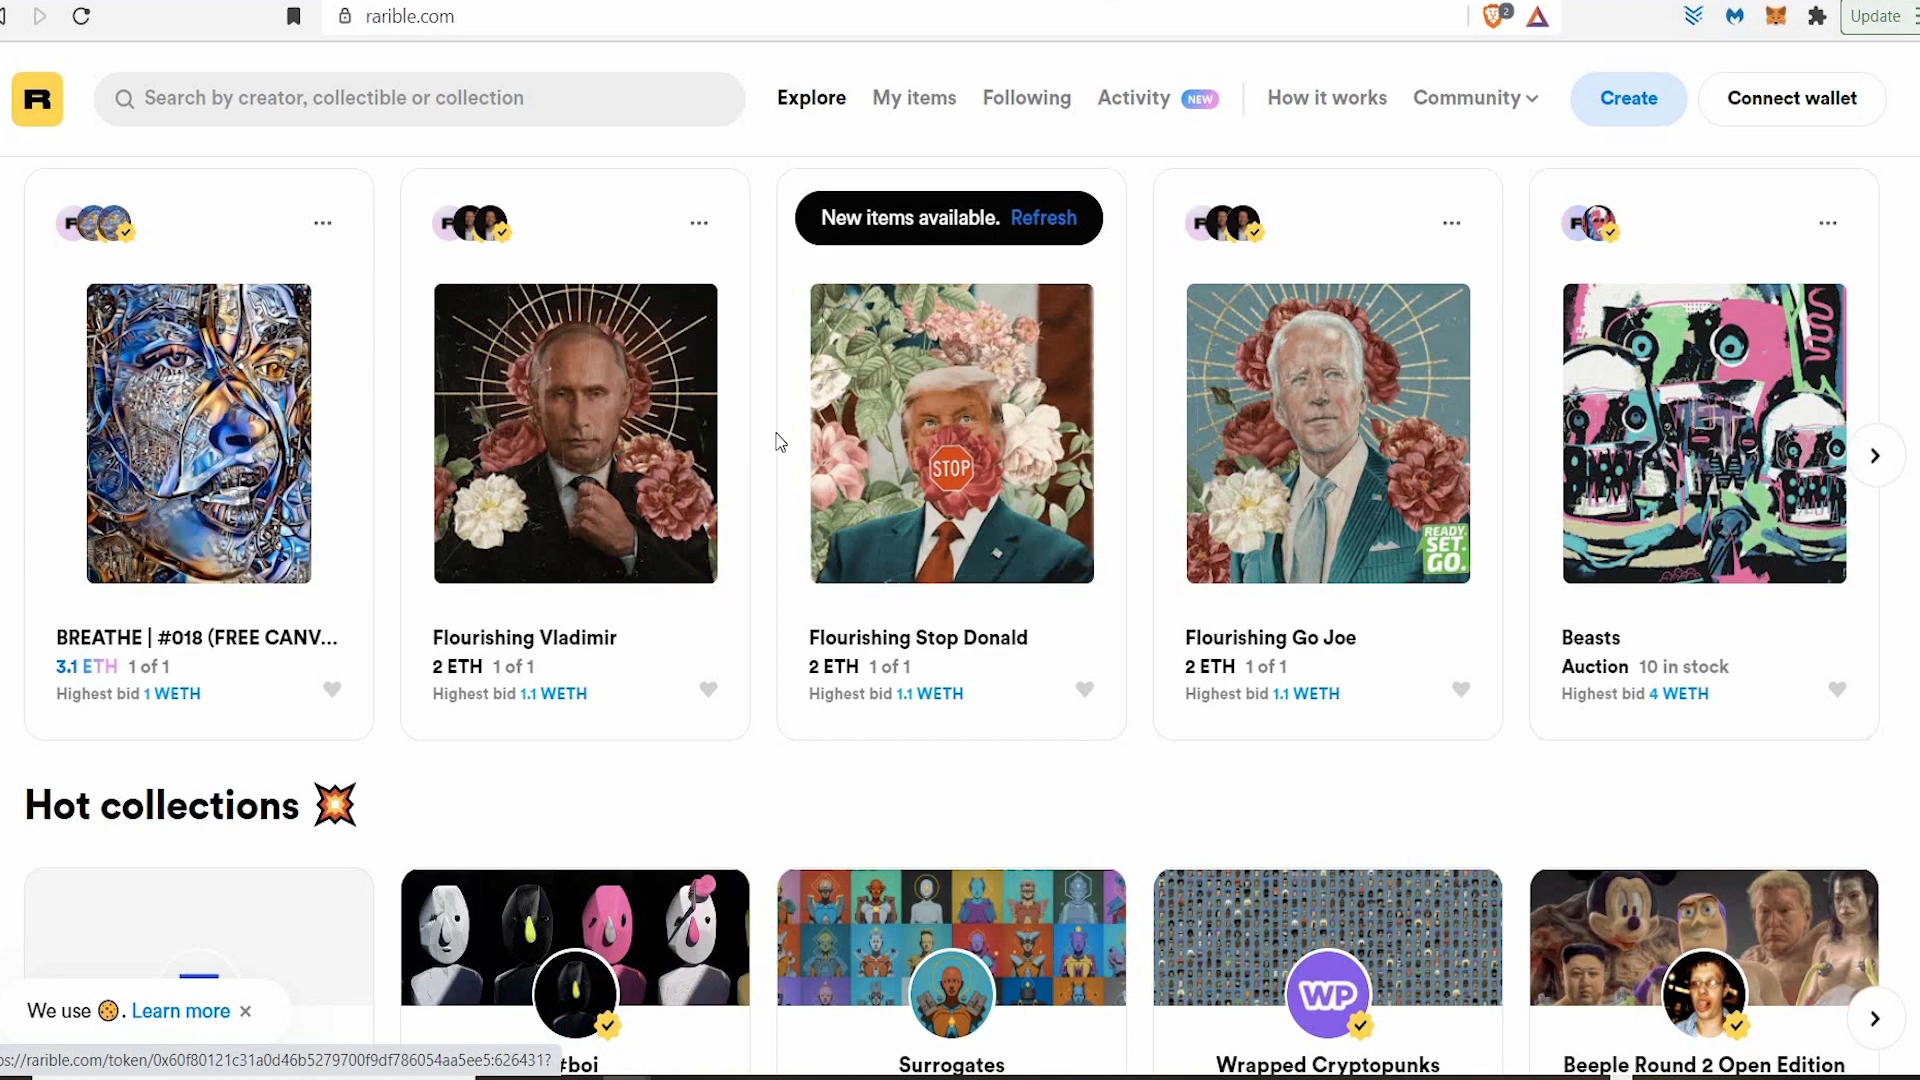 rarible.com
2
Update
R
Search by creator, collectible or collection
Explore
My items
Following
Activity NEW
How it works
Community
Create
Connect wallet
New items available. Refresh
STOP
READY.
SET.
GO.
BREATHE | #018 (FREE CANV...
3.1 ETH 1 of 1
Highest bid 1 WETH
Flourishing Vladimir
2 ETH 1 of 1
Highest bid 1.1 WETH
Flourishing Stop Donald
2 ETH 1 of 1
Highest bid 1.1 WETH
Flourishing Go Joe
2 ETH 1 of 1
Highest bid 1.1 WETH
Beasts
Auction 10 in stock
Highest bid 4 WETH
Hot collections
WP
We use 🍪. Learn more ×
ps://rarible.com/token/0x60f80121c31a0d46b5279700f9df786054aa5ee5:626431?
#boi
Surrogates
Wrapped Cryptopunks
Beeple Round 2 Open Edition